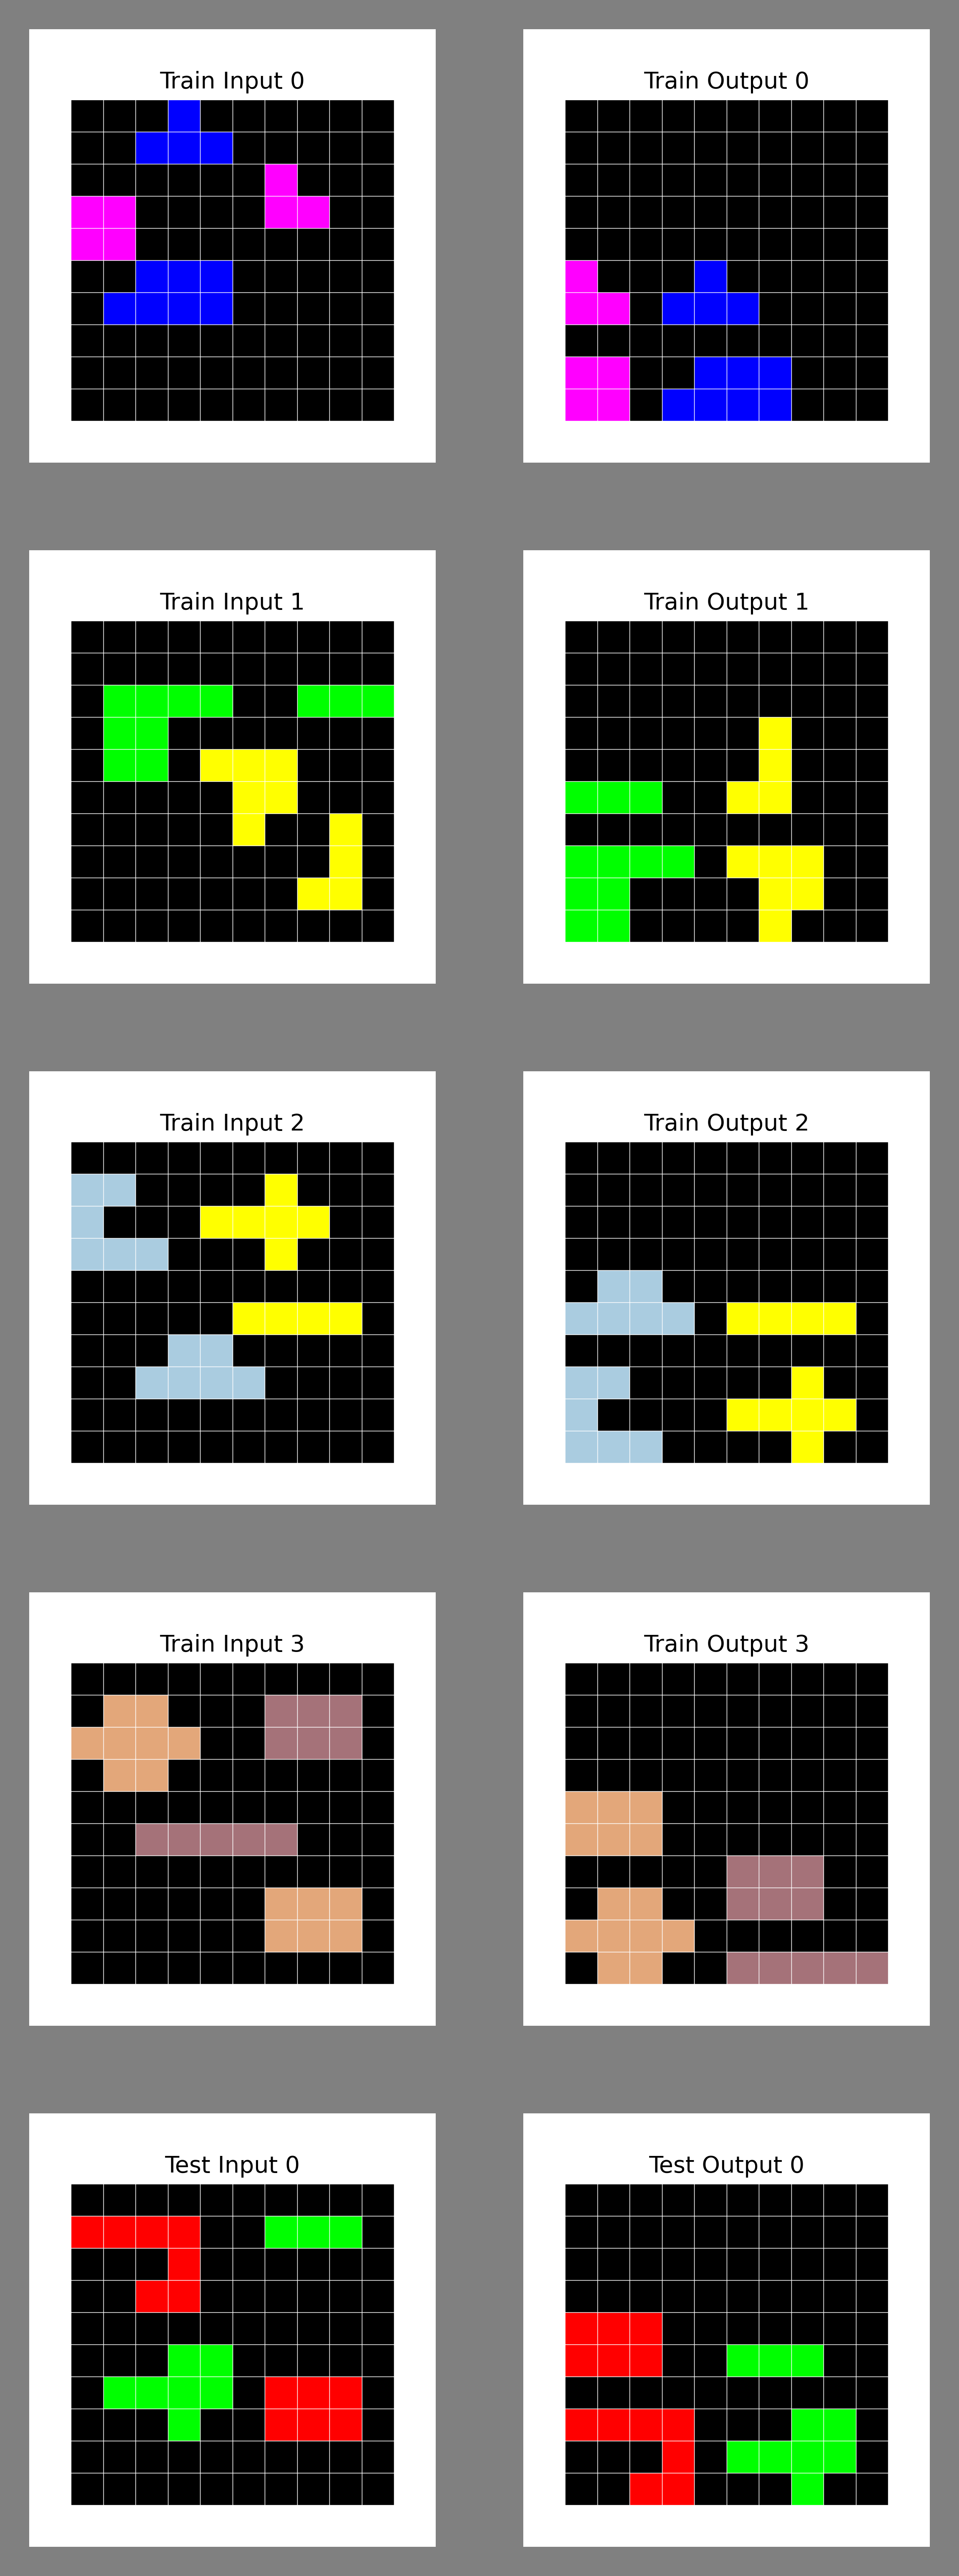 Train Input 0
Train Output 0
Train Input 1
Train Output 1
Train Input 2
Train Output 2
Train Input 3
Train Output 3
Test Input 0
Test Output 0